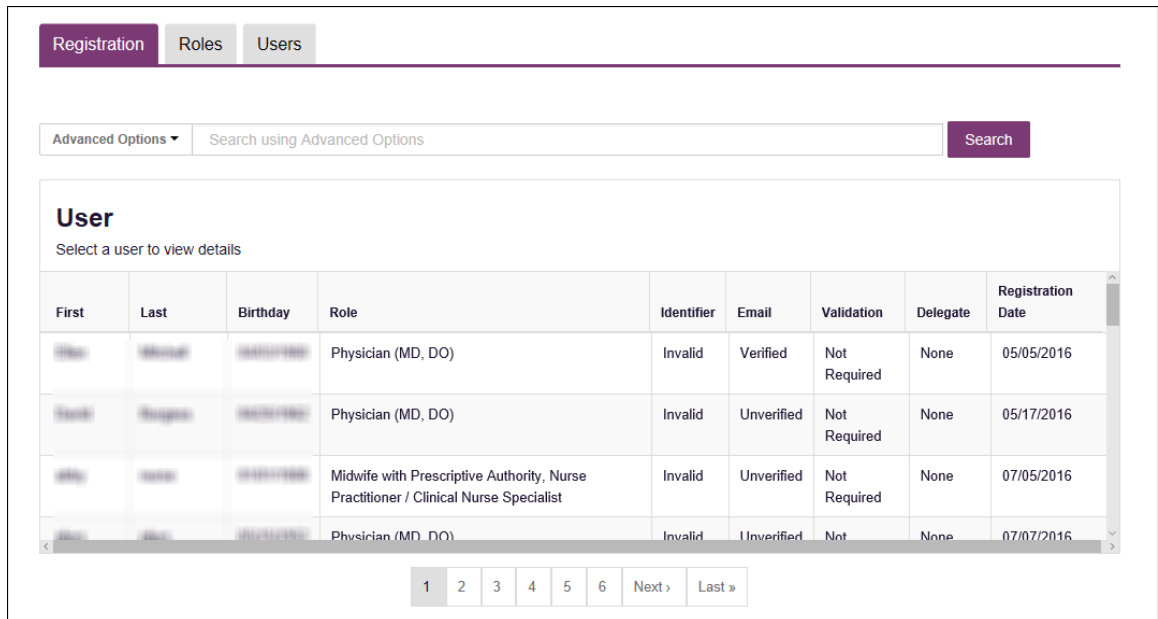 Registration Roles Users
Advanced Options Search using Advanced Options Search
User
Select a user to view details
Registration
First Last Birthday Role Identifier Email Validation Delegate Date
Physician (MD, DO) Invalid Verified Not None 05/05/2016
Required
Physician (MD, DO) Invalid Unverified Not None 05/17/2016
Required
Midwife with Prescriptive Authority, Nurse Invalid Unverified Not None 07/05/2016
Practitioner / Clinical Nurse Specialist Required
Physician (MD, DO) Invalid Unverified Not None 07/07/2016
1 2 3 4 5 6 Next › Last »